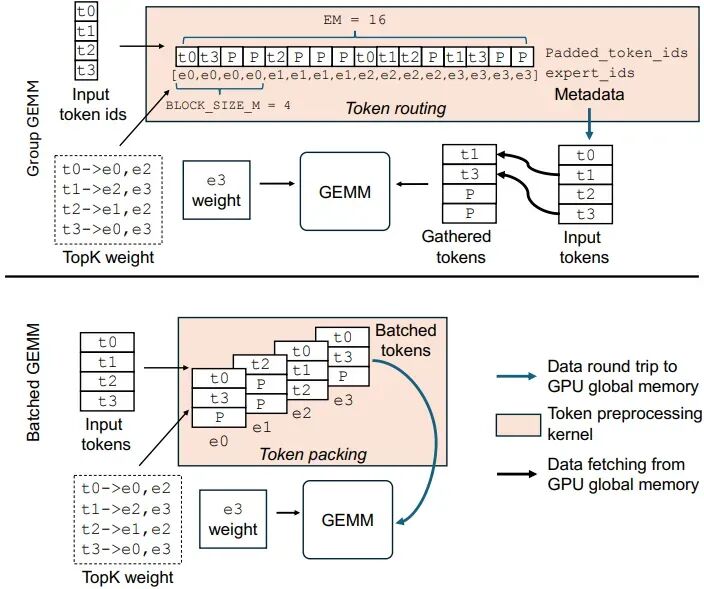 Group GEMM
t0
t1
t2
t3
Input
token ids
EM = 16
t0 t3 P P t2 P P P t0 t1 t2 P t1 t3 P P
Padded_token_ids
[e0,e0,e0,e0,e1,e1,e1,e1,e2,e2,e2,e2,e3,e3,e3,e3]
expert_ids
BLOCK_SIZE_M = 4
Token routing
Metadata
t0->e0,e2
t1->e2,e3
t2->e1,e2
t3->e0,e3
TopK weight
e3
weight
GEMM
t1
t3
P
P
Gathered
tokens
t0
t1
t2
t3
Input
tokens
Batched GEMM
t0
t1
t2
t3
Input
tokens
t0
t3
P
e0
t2
P
P
e1
t0
t1
t2
e2
t0
t3
P
e3
Batched
tokens
Token packing
t0->e0,e2
t1->e2,e3
t2->e1,e2
t3->e0,e3
TopK weight
e3
weight
GEMM
Data round trip to
GPU global memory
Token preprocessing
kernel
Data fetching from
GPU global memory